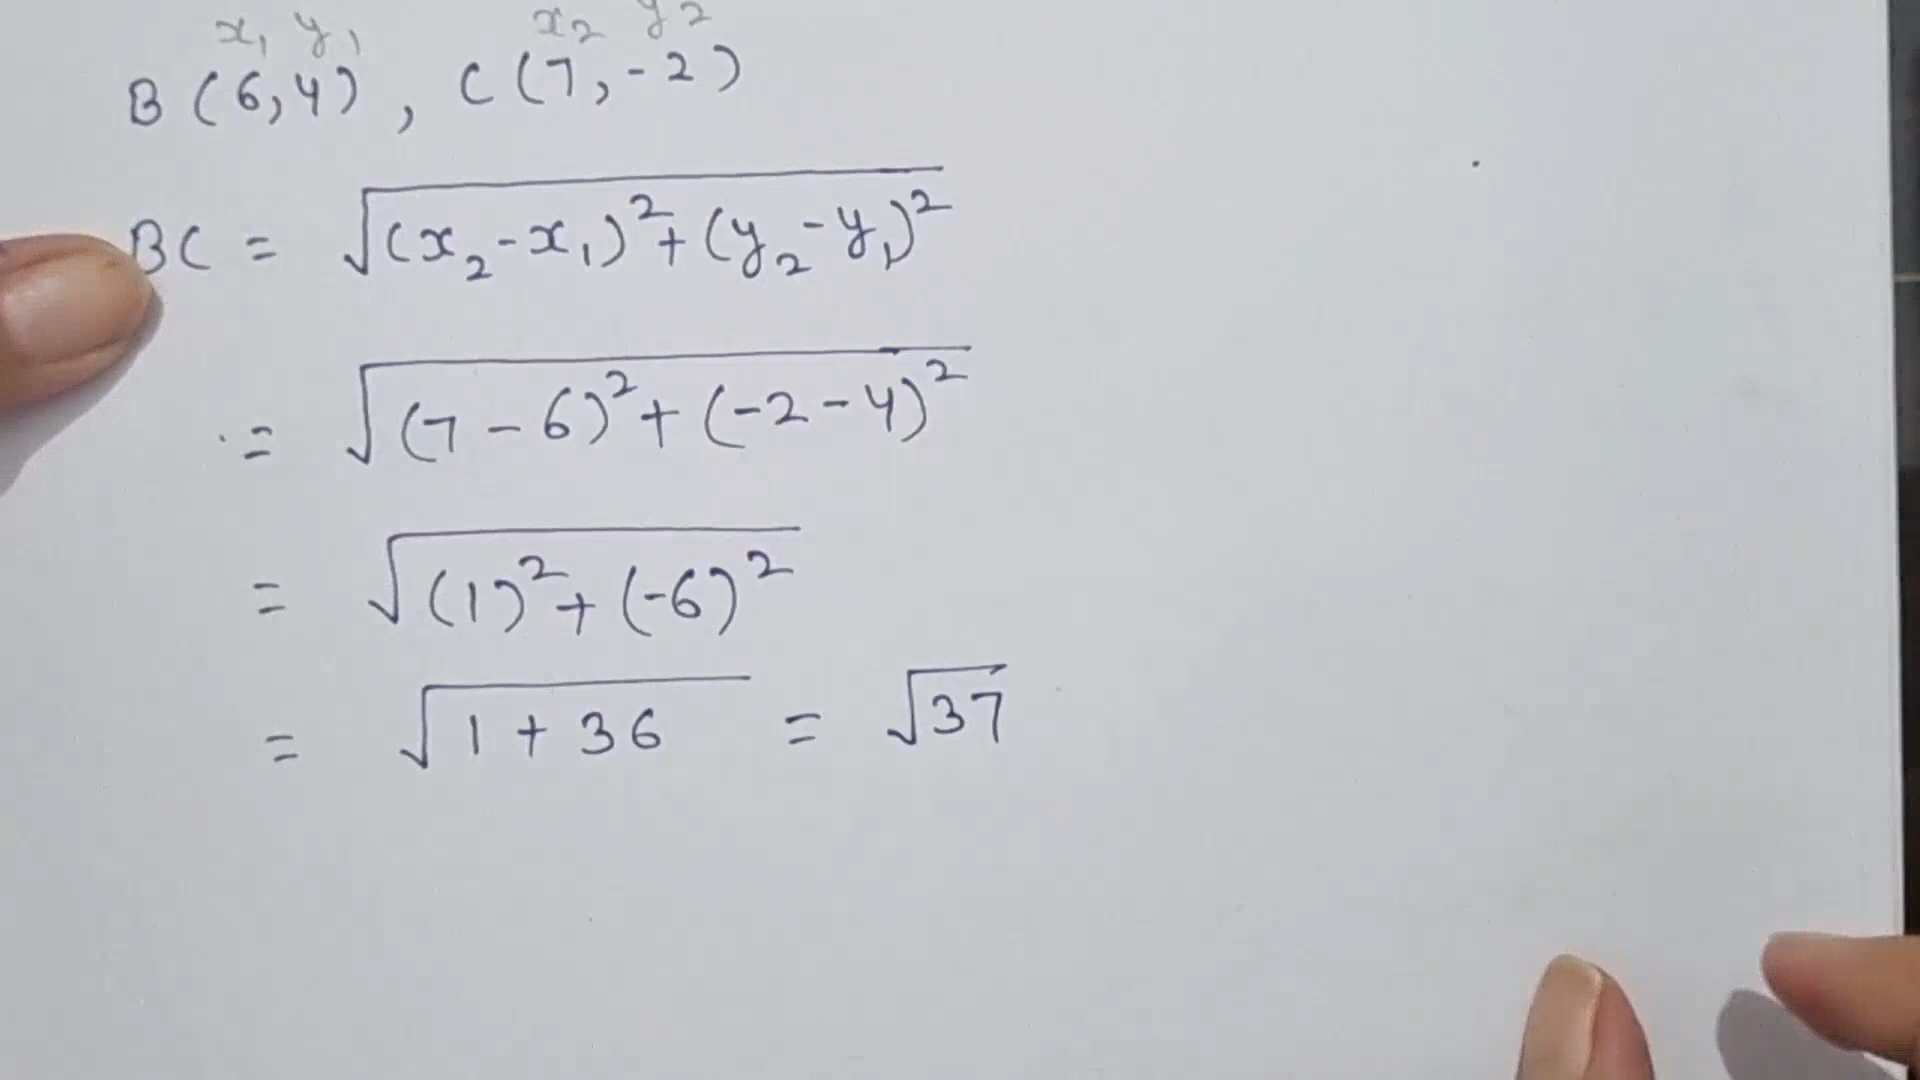 x₁ y₁ x₂ y₂
B (6,4) , C (7,-2)
BC = √((x₂-x₁)²+(y₂-y₁)²)
= √((7-6)²+(-2-4)²)
= √((1)²+(-6)²)
= √(1+36) = √37